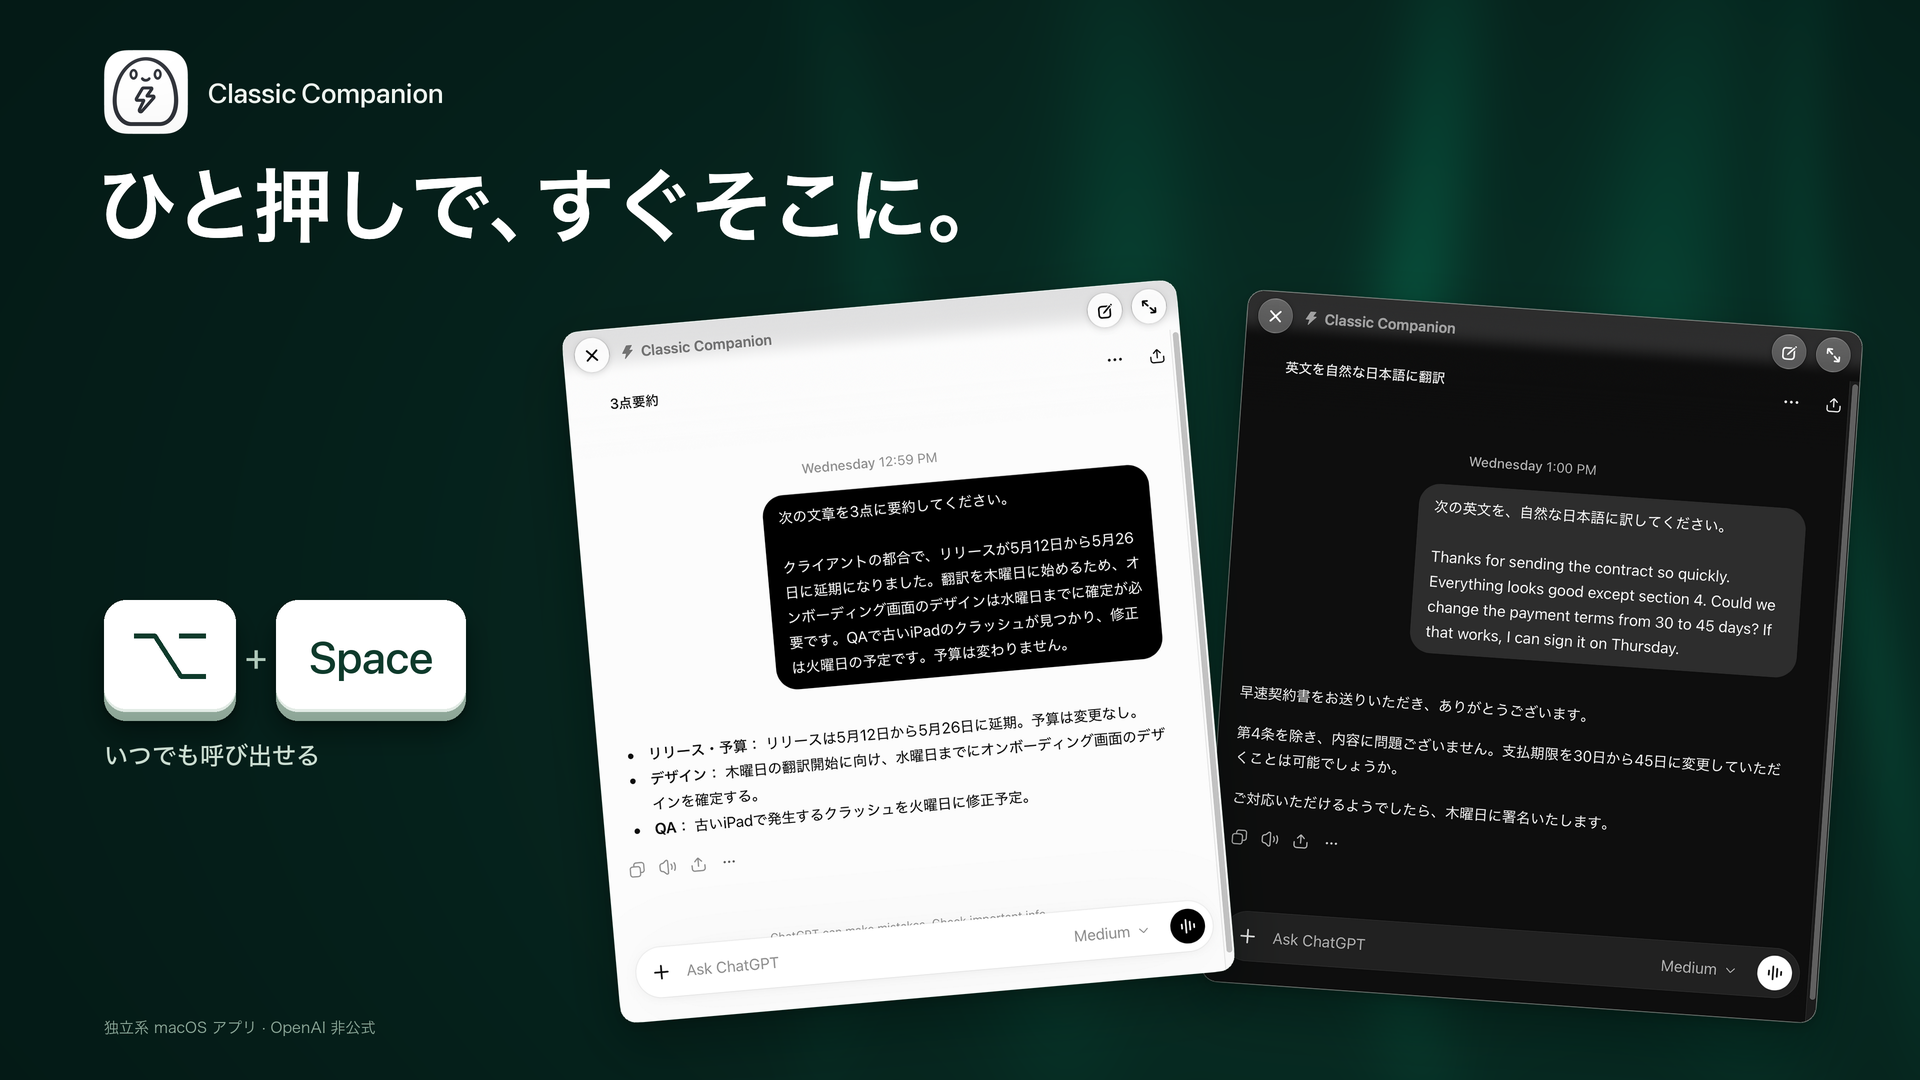 Classic Companion
ひと押しで、すぐそこに。
⌥ + Space
いつでも呼び出せる
独立系 macOS アプリ · OpenAI 非公式
Classic Companion
3点要約
Wednesday 12:59 PM
次の文章を3点に要約してください。
クライアントの都合で、リリースが5月12日から5月26
日に延期になりました。翻訳を木曜日に始めるため、オ
ンボーディング画面のデザインは水曜日までに確定が必
要です。QAで古いiPadのクラッシュが見つかり、修正
は火曜日の予定です。予算は変わりません。
• リリース・予算： リリースは5月12日から5月26日に延期。予算は変更なし。
• デザイン： 木曜日の翻訳開始に向け、水曜日までにオンボーディング画面のデザ
インを確定する。
• QA： 古いiPadで発生するクラッシュを火曜日に修正予定。
ChatGPT can make mistakes. Check important info.
Ask ChatGPT
Medium
Classic Companion
英文を自然な日本語に翻訳
Wednesday 1:00 PM
次の英文を、自然な日本語に訳してください。
Thanks for sending the contract so quickly.
Everything looks good except section 4. Could we
change the payment terms from 30 to 45 days? If
that works, I can sign it on Thursday.
早速契約書をお送りいただき、ありがとうございます。
第4条を除き、内容に問題ございません。支払期限を30日から45日に変更していただ
くことは可能でしょうか。
ご対応いただけるようでしたら、木曜日に署名いたします。
Ask ChatGPT
Medium